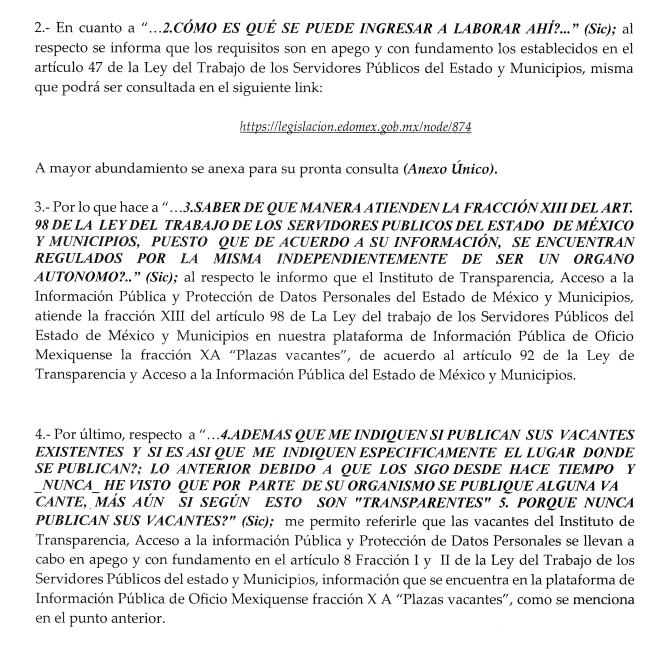 2.- En cuanto a “…2.CÓMO ES QUÉ SE PUEDE INGRESAR A LABORAR AHÍ?...” (Sic); al
respecto se informa que los requisitos son en apego y con fundamento los establecidos en el
artículo 47 de la Ley del Trabajo de los Servidores Públicos del Estado y Municipios, misma
que podrá ser consultada en el siguiente link:
https://legislacion.edomex.gob.mx/node/874
A mayor abundamiento se anexa para su pronta consulta (Anexo Único).
3.- Por lo que hace a “…3.SABER DE QUE MANERA ATIENDEN LA FRACCIÓN XIII DEL ART.
98 DE LA LEY DEL TRABAJO DE LOS SERVIDORES PUBLICOS DEL ESTADO DE MÉXICO
Y MUNICIPIOS, PUESTO QUE DE ACUERDO A SU INFORMACIÓN, SE ENCUENTRAN
REGULADOS POR LA MISMA INDEPENDIENTEMENTE DE SER UN ORGANO
AUTONOMO?..” (Sic); al respecto le informo que el Instituto de Transparencia, Acceso a la
Información Pública y Protección de Datos Personales del Estado de México y Municipios,
atiende la fracción XIII del artículo 98 de La Ley del trabajo de los Servidores Públicos del
Estado de México y Municipios en nuestra plataforma de Información Pública de Oficio
Mexiquense la fracción XA “Plazas vacantes”, de acuerdo al artículo 92 de la Ley de
Transparencia y Acceso a la Información Pública del Estado de México y Municipios.
4.- Por último, respecto a “…4.ADEMAS QUE ME INDIQUEN SI PUBLICAN SUS VACANTES
EXISTENTES Y SI ES ASI QUE ME INDIQUEN ESPECIFICAMENTE EL LUGAR DONDE
SE PUBLICAN?; LO ANTERIOR DEBIDO A QUE LOS SIGO DESDE HACE TIEMPO Y
_NUNCA_ HE VISTO QUE POR PARTE DE SU ORGANISMO SE PUBLIQUE ALGUNA VA
CANTE, MÁS AÚN SI SEGÚN ESTO SON "TRANSPARENTES" 5. PORQUE NUNCA
PUBLICAN SUS VACANTES?" (Sic); me permito referirle que las vacantes del Instituto de
Transparencia, Acceso a la información Pública y Protección de Datos Personales se llevan a
cabo en apego y con fundamento en el artículo 8 Fracción I y II de la Ley del Trabajo de los
Servidores Públicos del estado y Municipios, información que se encuentra en la plataforma de
Información Pública de Oficio Mexiquense fracción X A “Plazas vacantes”, como se menciona
en el punto anterior.